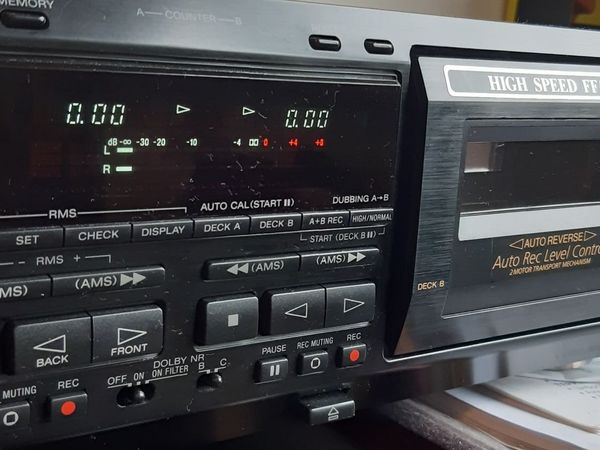 MEMORY
A — COUNTER — B
HIGH SPEED FF
0.00 ▷ ▷ 0.00
dB -∞ -30 -20 -10 -4 0 +4 +8
L
R
RMS
AUTO CAL (START II)
DUBBING A→B
SET CHECK DISPLAY DECK A DECK B A+B REC HIGH/NORMAL
START (DECK B II)
– RMS +
(AMS) (AMS) ▶▶ ◀◀ (AMS) (AMS) ▶▶
◁AUTO REVERSE▷
Auto Rec Level Contro
2 MOTOR TRANSPORT MECHANISM
DECK B
BACK FRONT
DOLBY NR
OFF ON ON FILTER B C
PAUSE REC MUTING REC
MUTING REC